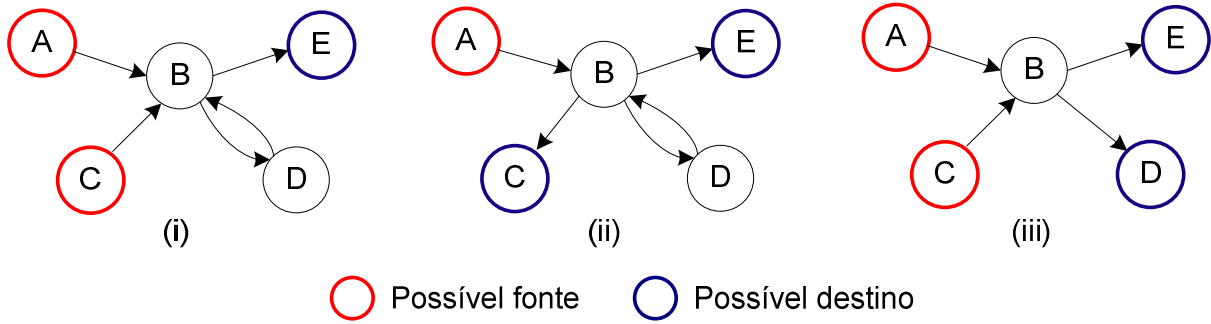 A
B
E
C
D
(i)
A
B
E
C
D
(ii)
A
B
E
C
D
(iii)
Possível fonte
Possível destino